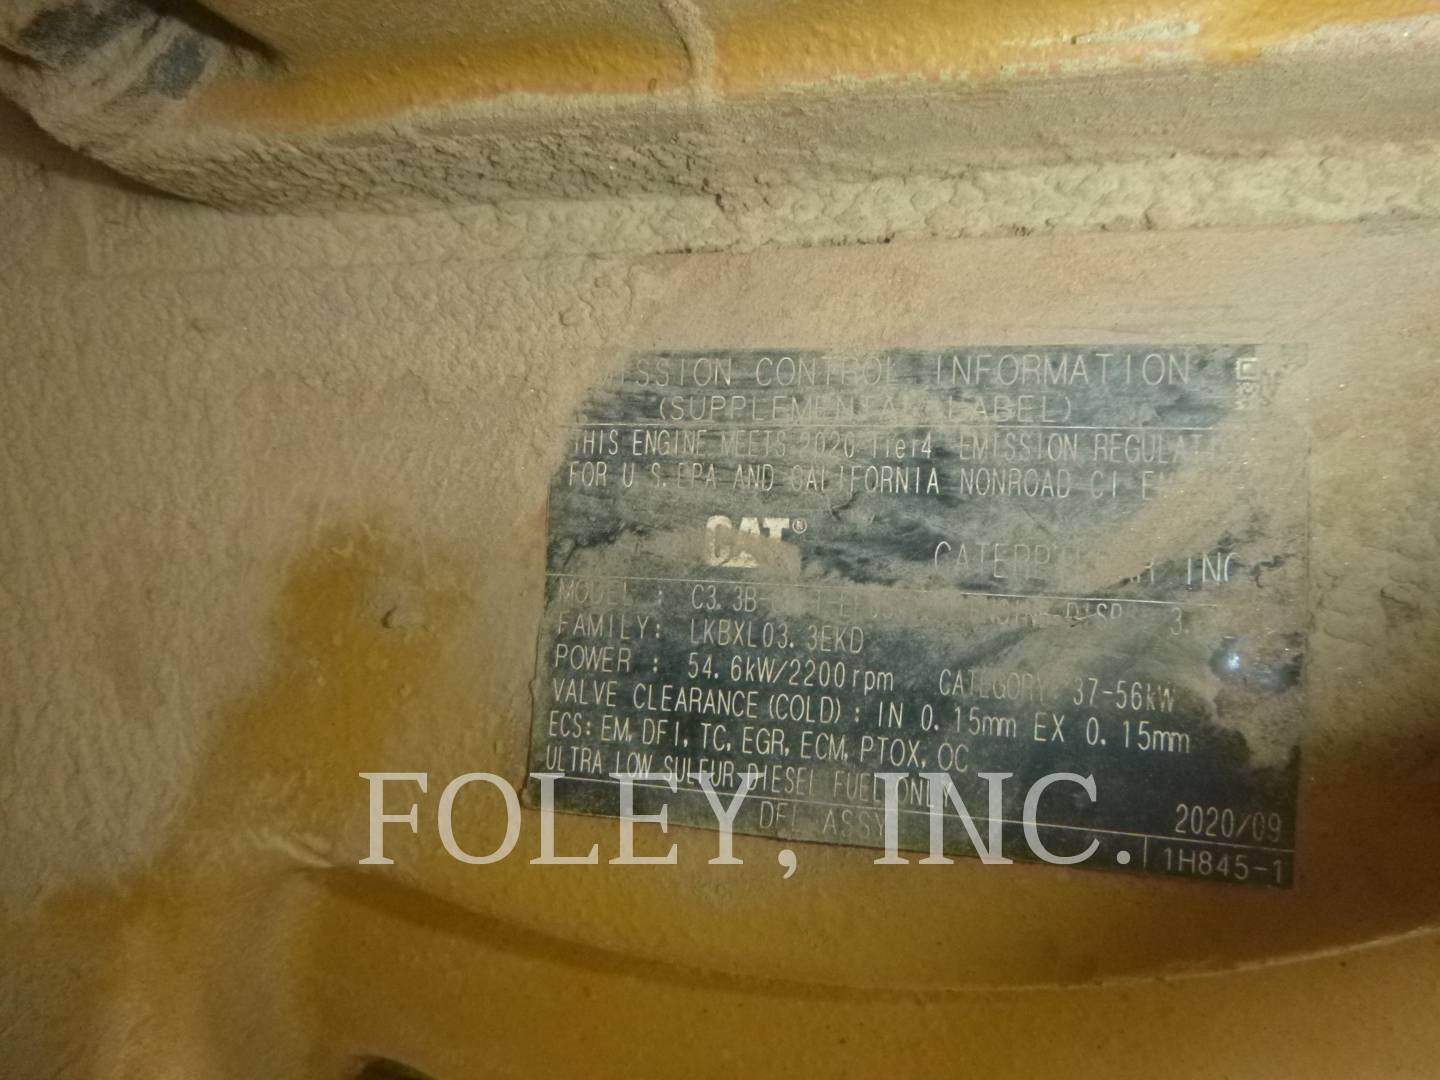 CONTROL INFORMATION
(SUPPLEMENTAL LABEL)
THIS ENGINE MEETS 2020 Tier4 EMISSION
FOR U.S.EPA AND CALIFORNIA NONROAD CI
CAT®
INC
MODEL : C3.3B
FAMILY: LKBXL03.3EKD
POWER : 54.6kW/2200rpm CATEGORY: 37-56kW
VALVE CLEARANCE(COLD): IN 0.15mm EX 0.15mm
ECS: EM, DFI, TC, EGR, ECM, PTOX, OC
ULTRA LOW SULFUR DIESEL FUEL ONLY
2020/09
ASSY
1H845-1
FOLEY, INC.